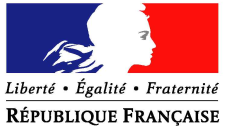 Liberté • Égalité • Fraternité
RÉPUBLIQUE FRANÇAISE